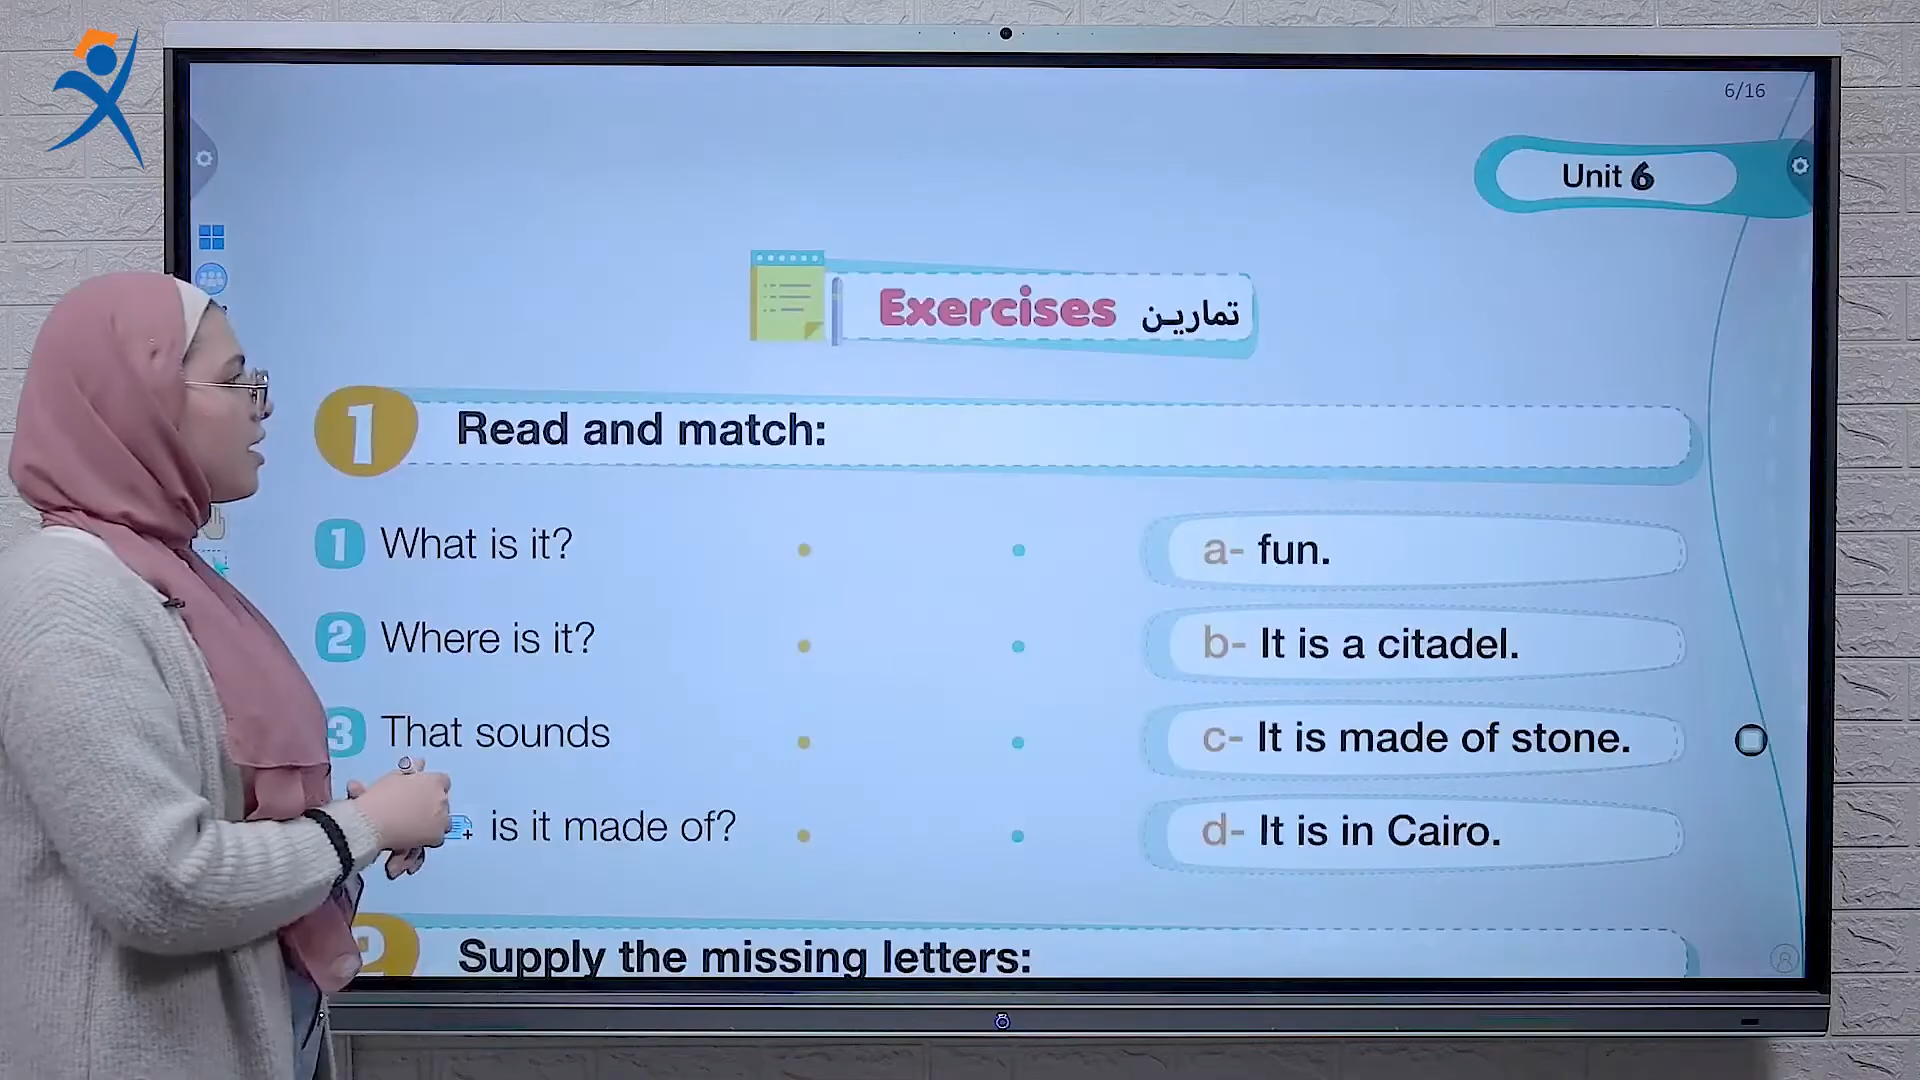 6/16
Unit 6
Exercises تمارين
1 Read and match:
1 What is it? a- fun.
2 Where is it? b- It is a citadel.
3 That sounds c- It is made of stone.
is it made of? d- It is in Cairo.
2 Supply the missing letters: